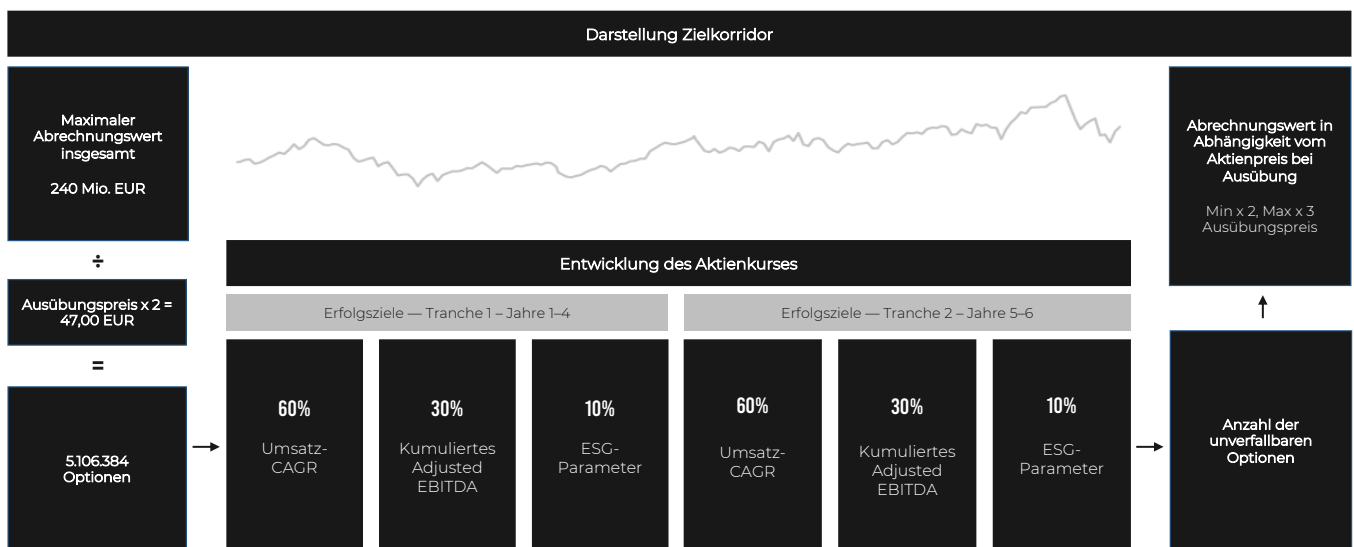 Darstellung Zielkorridor
Maximaler
Abrechnungswert
insgesamt
240 Mio. EUR
÷
Ausübungspreis x 2 =
47,00 EUR
=
5.106.384
Optionen
Entwicklung des Aktienkurses
Erfolgsziele — Tranche 1 – Jahre 1–4
60%
Umsatz-
CAGR
30%
Kumuliertes
Adjusted
EBITDA
10%
ESG-
Parameter
Erfolgsziele — Tranche 2 – Jahre 5–6
60%
Umsatz-
CAGR
30%
Kumuliertes
Adjusted
EBITDA
10%
ESG-
Parameter
Abrechnungswert in
Abhängigkeit vom
Aktienpreis bei
Ausübung
Min x 2, Max x 3
Ausübungspreis
Anzahl der
unverfallbaren
Optionen